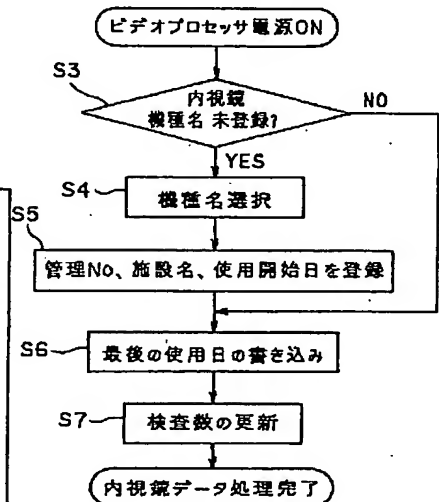 ビデオプロセッサ電源ON
S3
内視鏡
機種名 未登録?
NO
YES
S4
機種名選択
S5
管理No、施設名、使用開始日を登録
S6
最後の使用日の書き込み
S7
検査数の更新
内視鏡データ処理完了